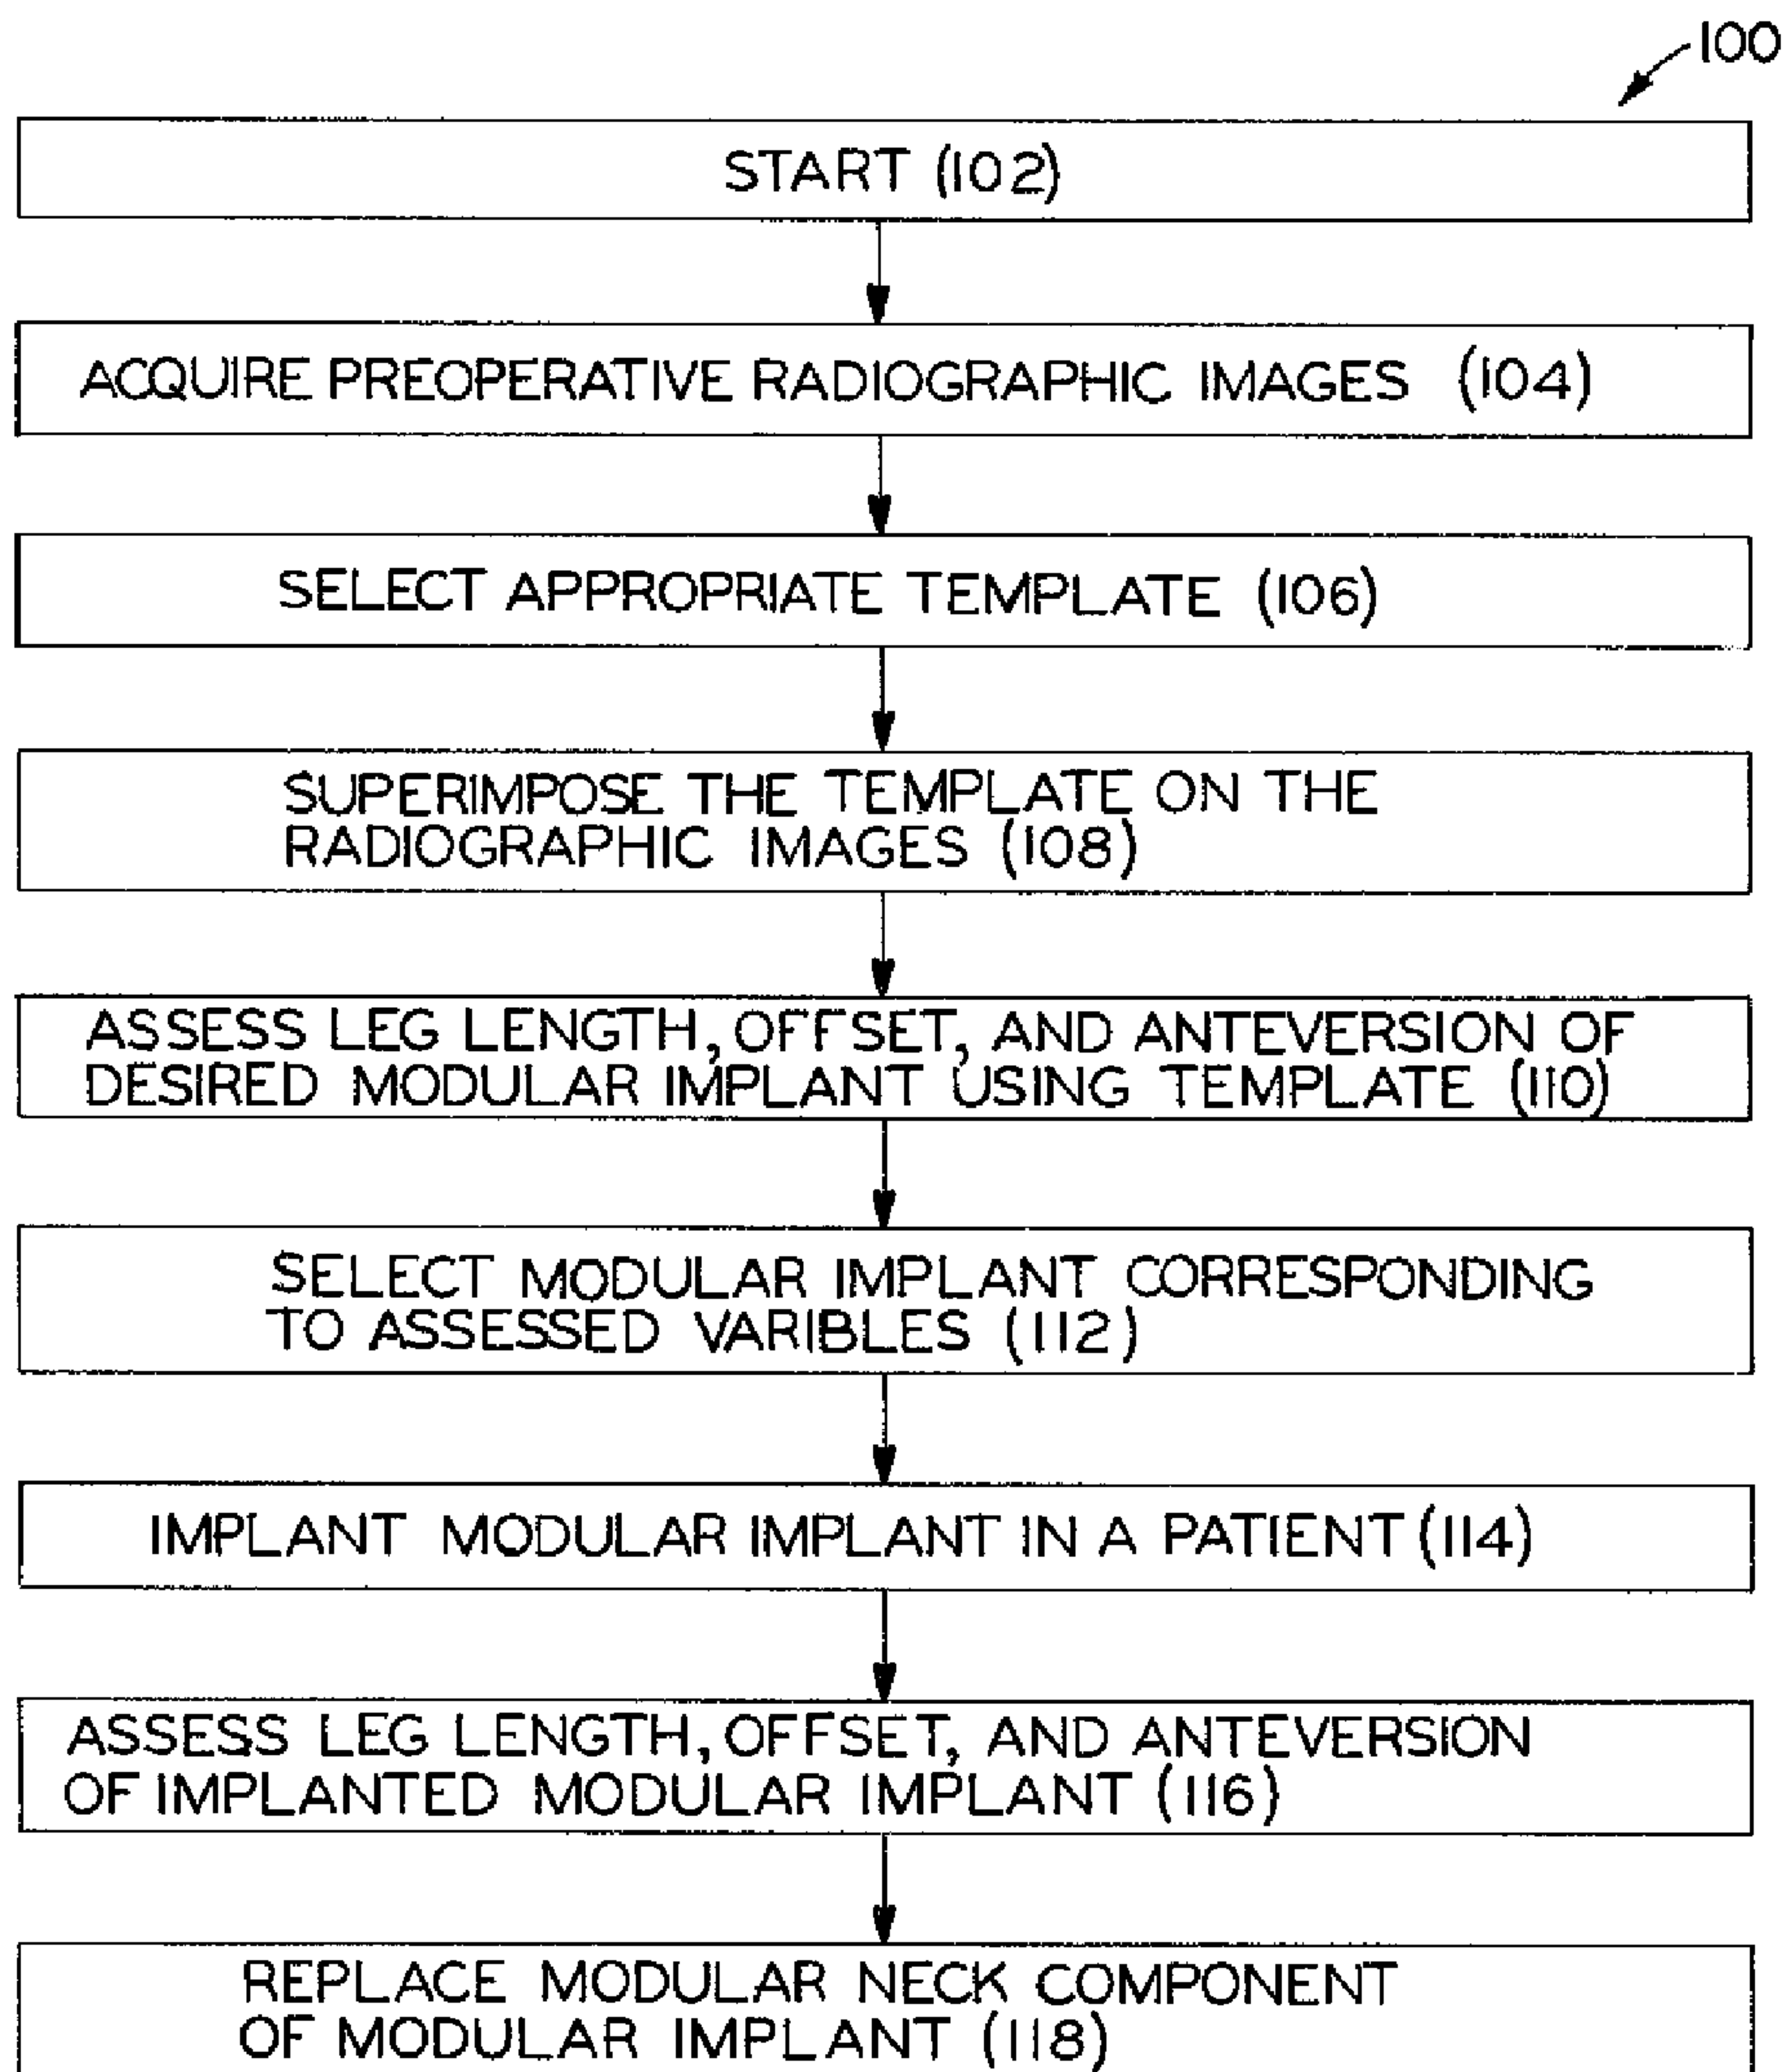 100
START (102)
ACQUIRE PREOPERATIVE RADIOGRAPHIC IMAGES (104)
SELECT APPROPRIATE TEMPLATE (106)
SUPERIMPOSE THE TEMPLATE ON THE
RADIOGRAPHIC IMAGES (108)
ASSESS LEG LENGTH, OFFSET, AND ANTEVERSION OF
DESIRED MODULAR IMPLANT USING TEMPLATE (110)
SELECT MODULAR IMPLANT CORRESPONDING
TO ASSESSED VARIBLES (112)
IMPLANT MODULAR IMPLANT IN A PATIENT (114)
ASSESS LEG LENGTH, OFFSET, AND ANTEVERSION
OF IMPLANTED MODULAR IMPLANT (116)
REPLACE MODULAR NECK COMPONENT
OF MODULAR IMPLANT (118)